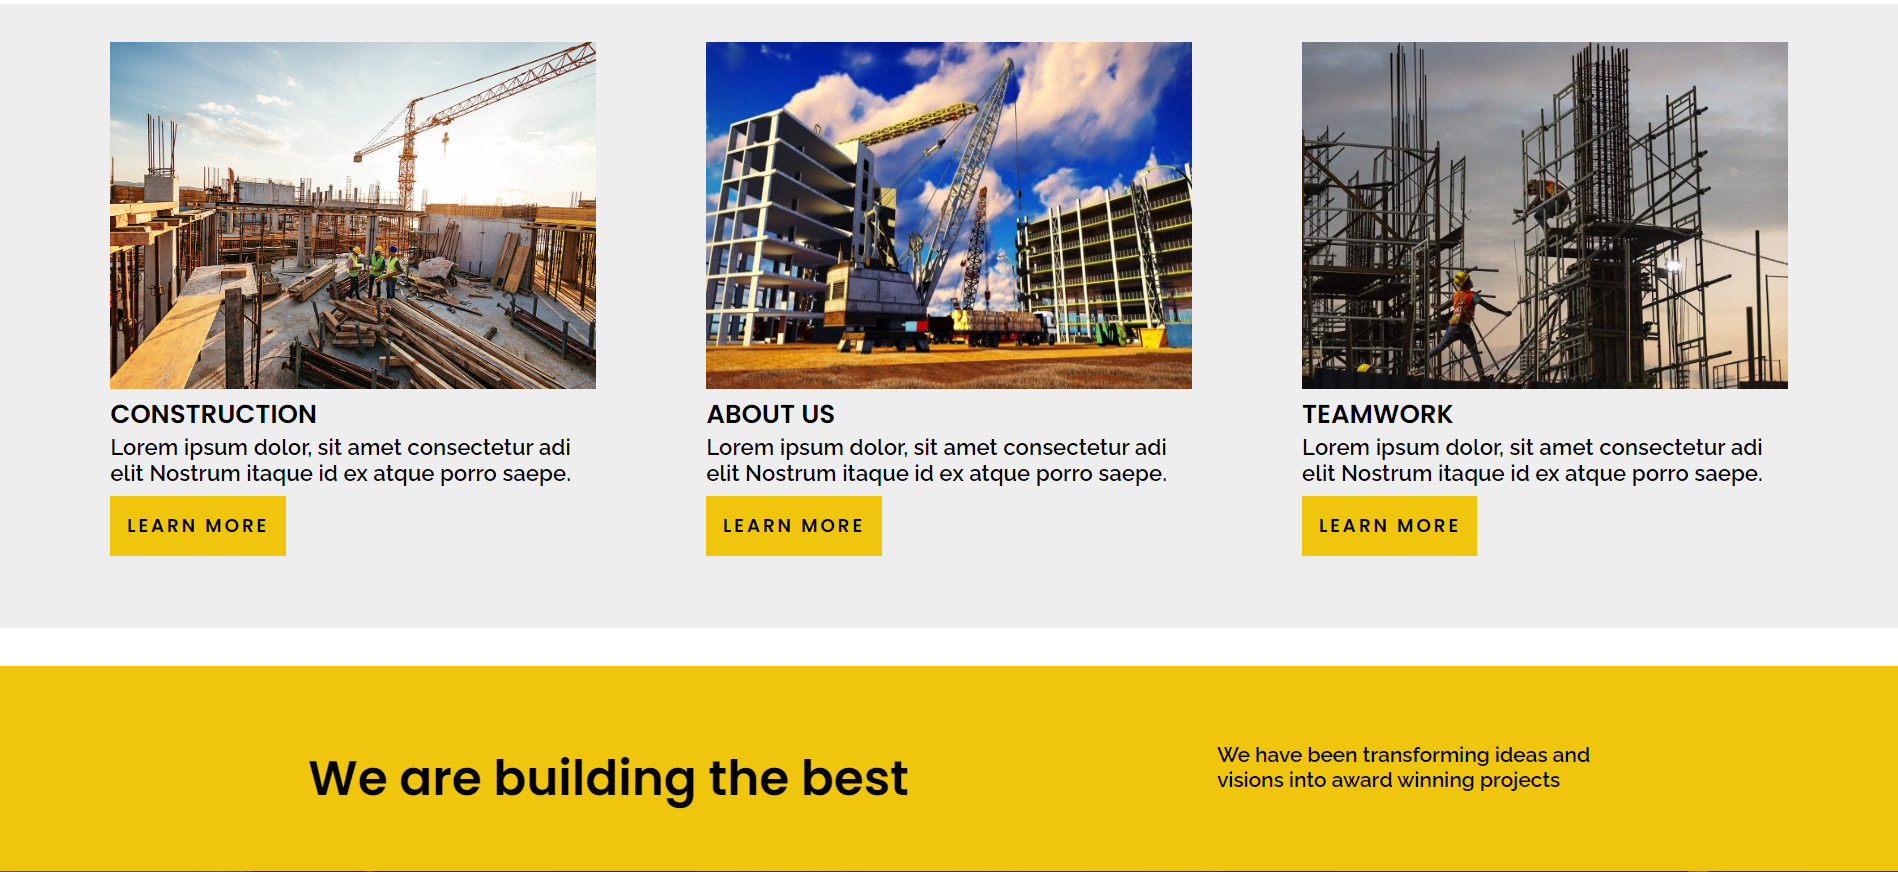 CONSTRUCTION
Lorem ipsum dolor, sit amet consectetur adi
elit Nostrum itaque id ex atque porro saepe.
LEARN MORE
ABOUT US
Lorem ipsum dolor, sit amet consectetur adi
elit Nostrum itaque id ex atque porro saepe.
LEARN MORE
TEAMWORK
Lorem ipsum dolor, sit amet consectetur adi
elit Nostrum itaque id ex atque porro saepe.
LEARN MORE
We are building the best
We have been transforming ideas and
visions into award winning projects